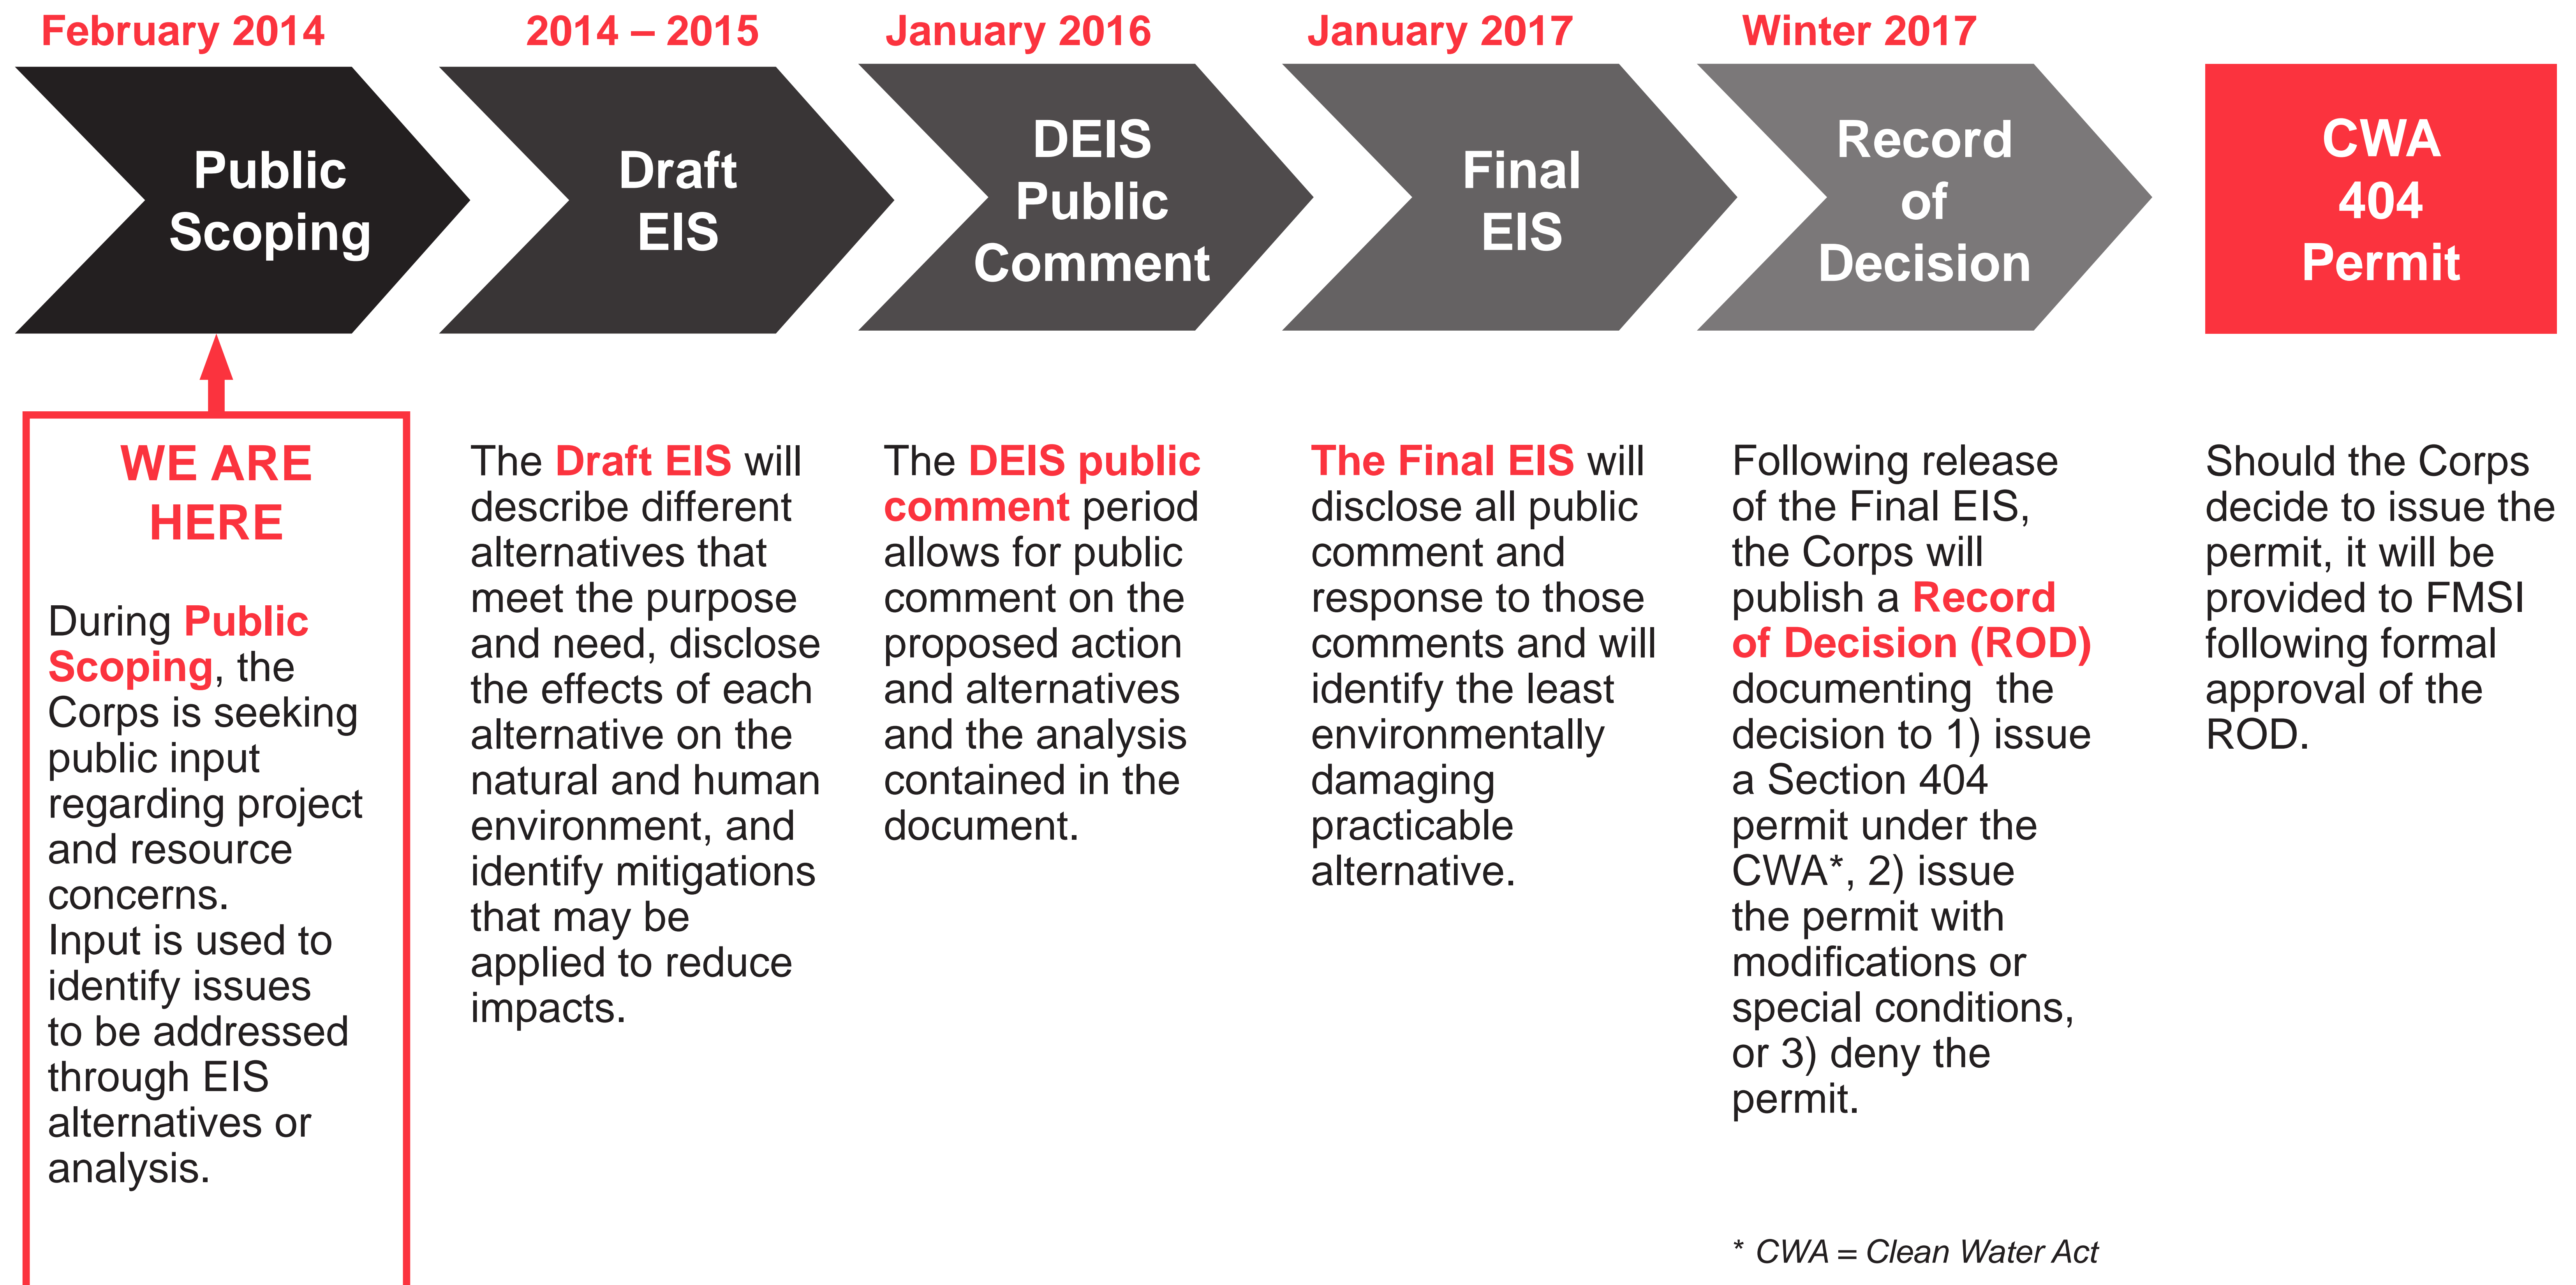 February 2014
2014 – 2015
January 2016
January 2017
Winter 2017
Public
Scoping
Draft
EIS
DEIS
Public
Comment
Final
EIS
Record
of
Decision
CWA
404
Permit
WE ARE
HERE
During Public
Scoping, the
Corps is seeking
public input
regarding project
and resource
concerns.
Input is used to
identify issues
to be addressed
through EIS
alternatives or
analysis.
The Draft EIS will
describe different
alternatives that
meet the purpose
and need, disclose
the effects of each
alternative on the
natural and human
environment, and
identify mitigations
that may be
applied to reduce
impacts.
The DEIS public
comment period
allows for public
comment on the
proposed action
and alternatives
and the analysis
contained in the
document.
The Final EIS will
disclose all public
comment and
response to those
comments and will
identify the least
environmentally
damaging
practicable
alternative.
Following release
of the Final EIS,
the Corps will
publish a Record
of Decision (ROD)
documenting the
decision to 1) issue
a Section 404
permit under the
CWA*, 2) issue
the permit with
modifications or
special conditions,
or 3) deny the
permit.
* CWA = Clean Water Act
Should the Corps
decide to issue the
permit, it will be
provided to FMSI
following formal
approval of the
ROD.